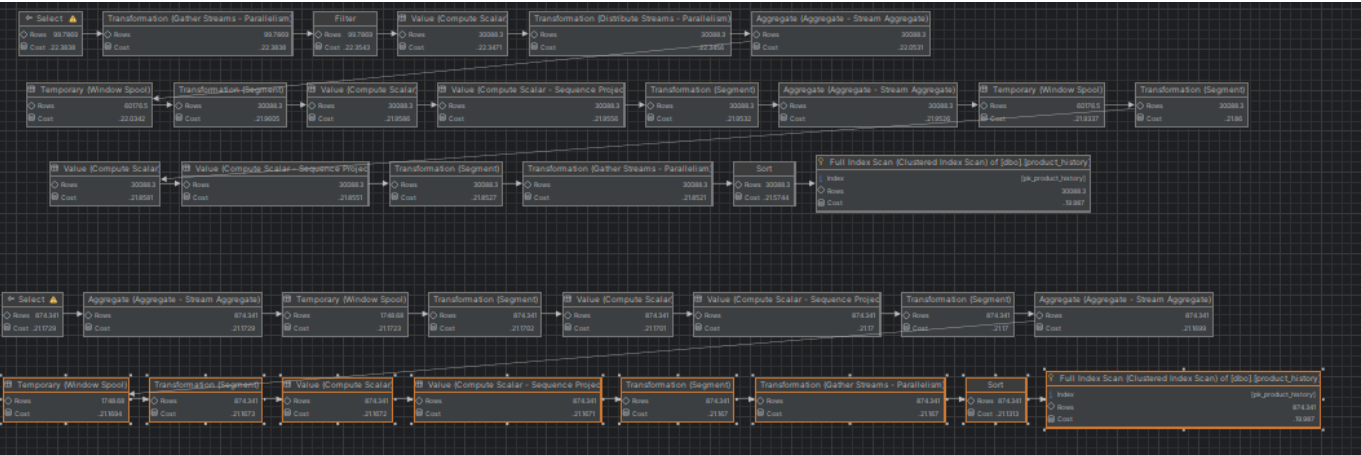 Select
Rows 99.7869
Cost .22.3838
Transformation (Gather Streams - Parallelism)
Rows 99.7869
Cost .22.3838
Filter
Rows 99.7869
Cost .22.3543
Value (Compute Scalar)
Rows 30088.3
Cost .22.3471
Transformation (Distribute Streams - Parallelism)
Rows 30088.3
Cost
Aggregate (Aggregate - Stream Aggregate)
Rows 30088.3
Cost .22.0531
Temporary (Window Spool)
Rows 60176.5
Cost .22.0342
Transformation (Segment)
Rows 30088.3
Cost .21.9605
Value (Compute Scalar)
Rows 30088.3
Cost .21.9586
Value (Compute Scalar - Sequence Projec
Rows 30088.3
Cost .21.9556
Transformation (Segment)
Rows 30088.3
Cost .21.9532
Aggregate (Aggregate - Stream Aggregate)
Rows 30088.3
Cost .21.9526
Temporary (Window Spool)
Rows 60176.5
Cost .21.9337
Transformation (Segment)
Rows 30088.3
Cost .21.86
Value (Compute Scalar)
Rows 30088.3
Cost .21.8581
Value (Compute Scalar - Sequence Projec
Rows 30088.3
Cost .21.8551
Transformation (Segment)
Rows 30088.3
Cost .21.8527
Transformation (Gather Streams - Parallelism)
Rows 30088.3
Cost .21.8521
Sort
Rows 30088.3
Cost .21.5744
Full Index Scan (Clustered Index Scan) of [dbo].[product_history]
Index [pk_product_history]
Rows 30088.3
Cost .19.987
Select
Rows 874.341
Cost .21.1729
Aggregate (Aggregate - Stream Aggregate)
Rows 874.341
Cost .21.1729
Temporary (Window Spool)
Rows 1748.68
Cost .21.1723
Transformation (Segment)
Rows 874.341
Cost .21.1702
Value (Compute Scalar)
Rows 874.341
Cost .21.1701
Value (Compute Scalar - Sequence Projec
Rows 874.341
Cost .21.17
Transformation (Segment)
Rows 874.341
Cost .21.17
Aggregate (Aggregate - Stream Aggregate)
Rows 874.341
Cost .21.1699
Temporary (Window Spool)
Rows 1748.68
Cost .21.1694
Transformation (Segment)
Rows 874.341
Cost .21.1673
Value (Compute Scalar)
Rows 874.341
Cost .21.1672
Value (Compute Scalar - Sequence Projec
Rows 874.341
Cost .21.1671
Transformation (Segment)
Rows 874.341
Cost .21.167
Transformation (Gather Streams - Parallelism)
Rows 874.341
Cost .21.167
Sort
Rows 874.341
Cost .21.1313
Full Index Scan (Clustered Index Scan) of [dbo].[product_history]
Index [pk_product_history]
Rows 874.341
Cost .19.987